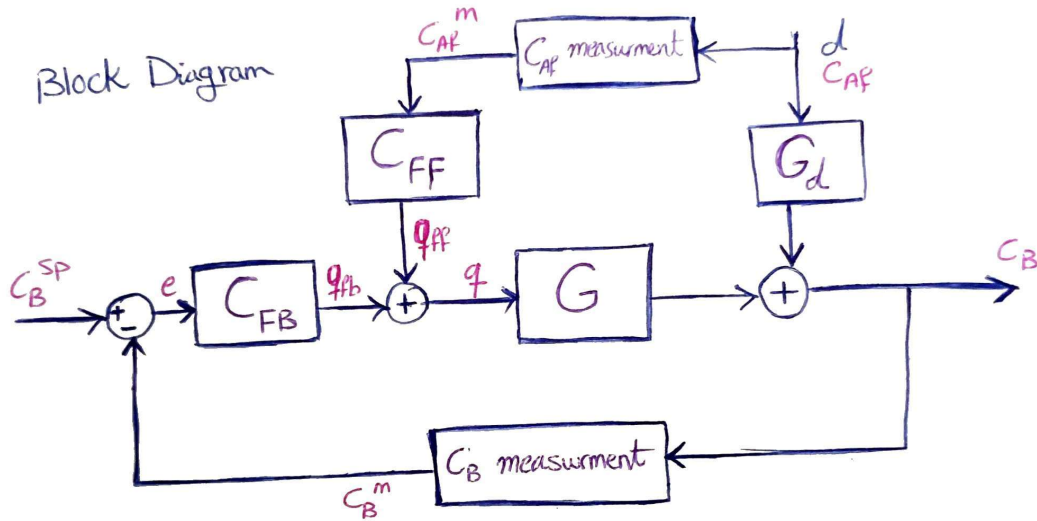 Block Diagram
C_AF^m
C_AF measurment
d
C_AF
C_FF
G_d
q_ff
C_B^SP
+
-
e
C_FB
q_fb
+
q
G
+
C_B
C_B measurment
C_B^m